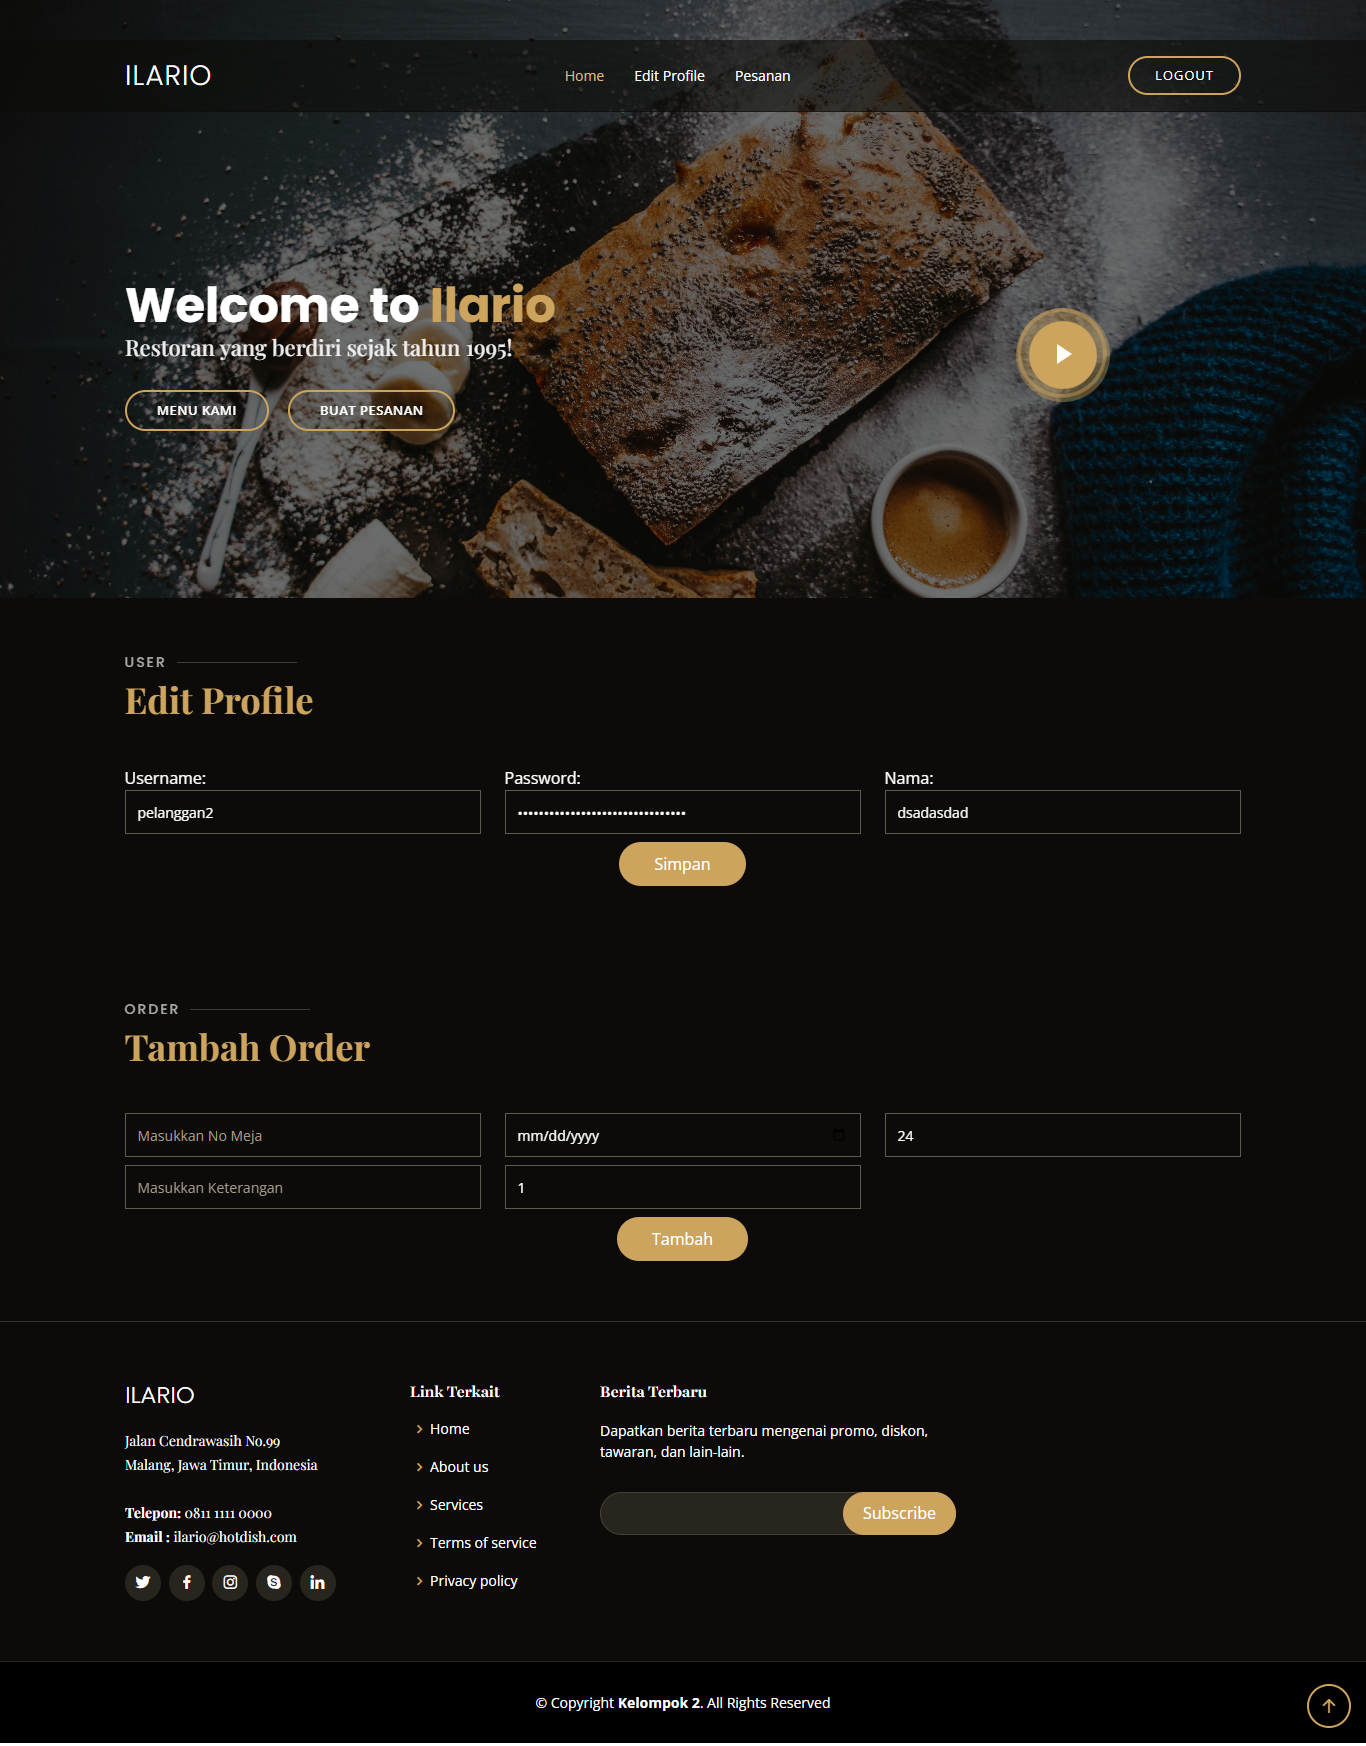 ILARIO
Home
Edit Profile
Pesanan
LOGOUT
Welcome to Ilario
Restoran yang berdiri sejak tahun 1995!
MENU KAMI
BUAT PESANAN
USER
Edit Profile
Username:
Password:
Nama:
pelanggan2
••••••••••••••••••••••••••••••••
dsadasdad
Simpan
ORDER
Tambah Order
Masukkan No Meja
mm/dd/yyyy
24
Masukkan Keterangan
1
Tambah
ILARIO
Jalan Cendrawasih No.99
Malang, Jawa Timur, Indonesia
Telepon: 0811 1111 0000
Email : ilario@hotdish.com
Link Terkait
Home
About us
Services
Terms of service
Privacy policy
Berita Terbaru
Dapatkan berita terbaru mengenai promo, diskon,
tawaran, dan lain-lain.
Subscribe
© Copyright Kelompok 2. All Rights Reserved